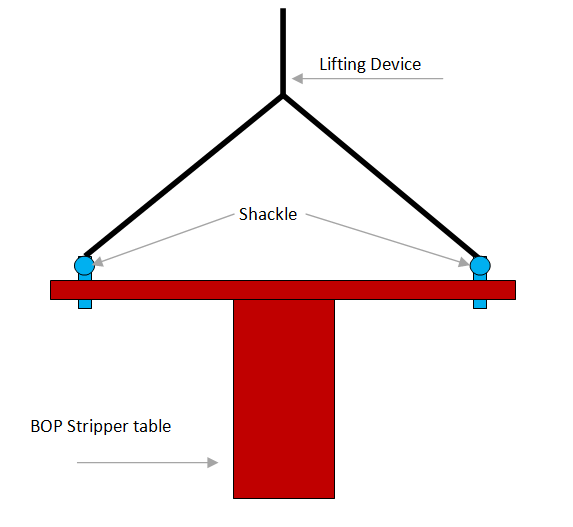 Lifting Device
Shackle
BOP Stripper table